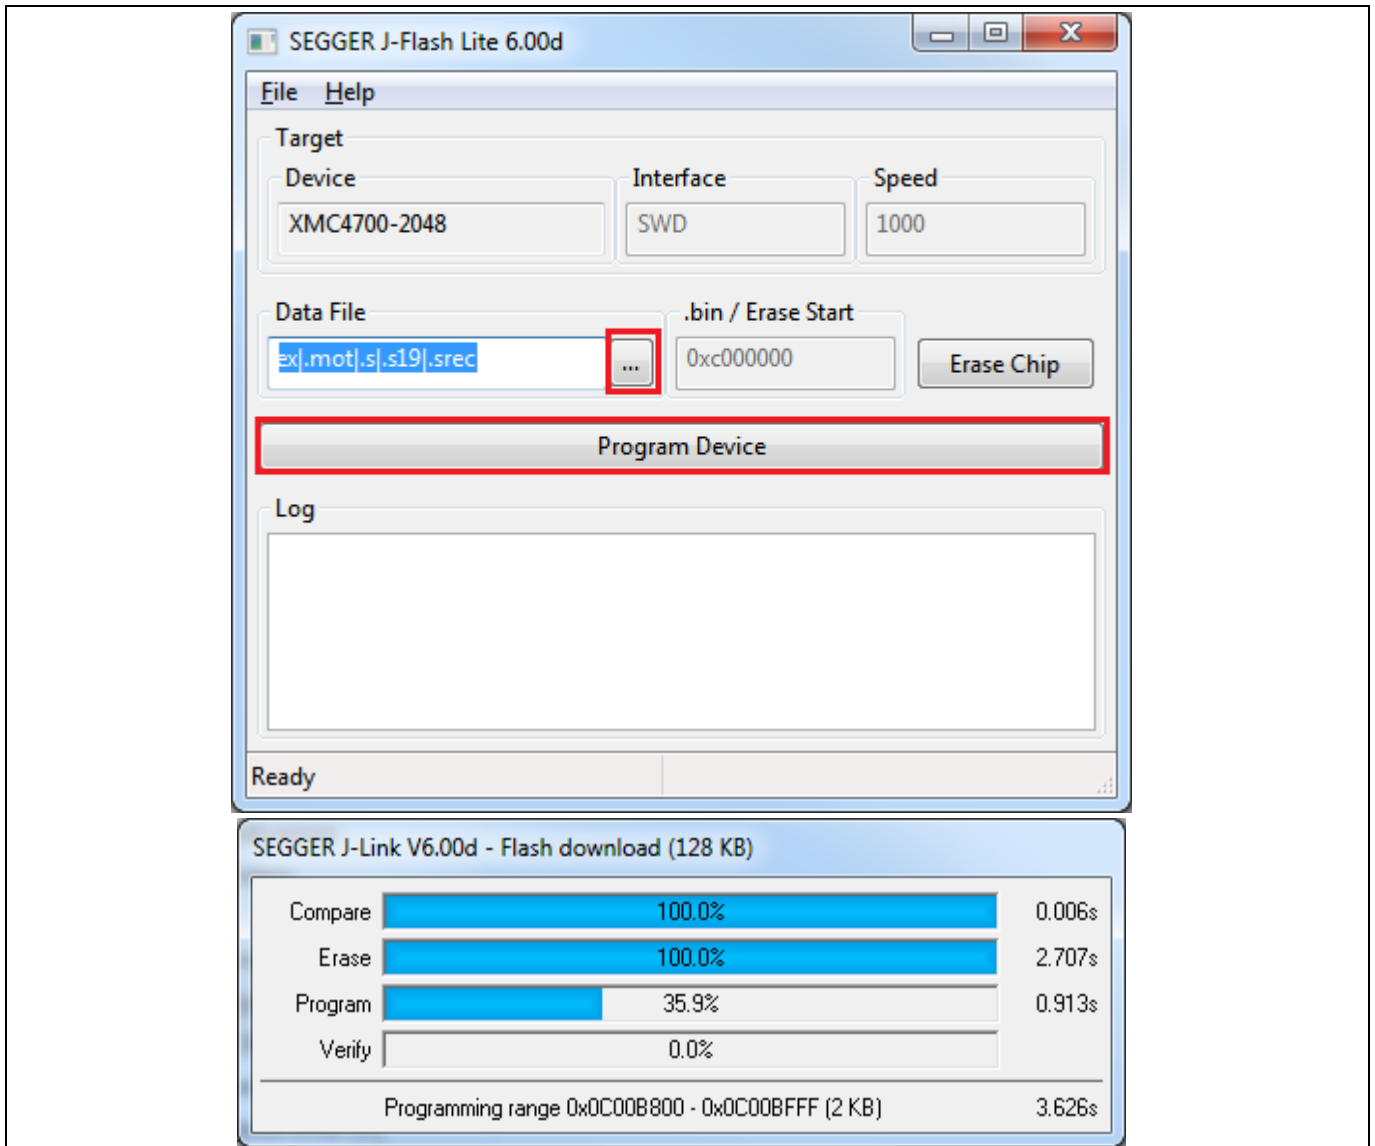 SEGGER J-Flash Lite 6.00d
File Help
Target
Device Interface Speed
XMC4700-2048 SWD 1000
Data File .bin / Erase Start
ex|.mot|.s|.s19|.srec ... 0xc000000 Erase Chip
Program Device
Log
Ready
SEGGER J-Link V6.00d - Flash download (128 KB)
Compare 100.0% 0.006s
Erase 100.0% 2.707s
Program 35.9% 0.913s
Verify 0.0%
Programming range 0x0C00B800 - 0x0C00BFFF (2 KB) 3.626s